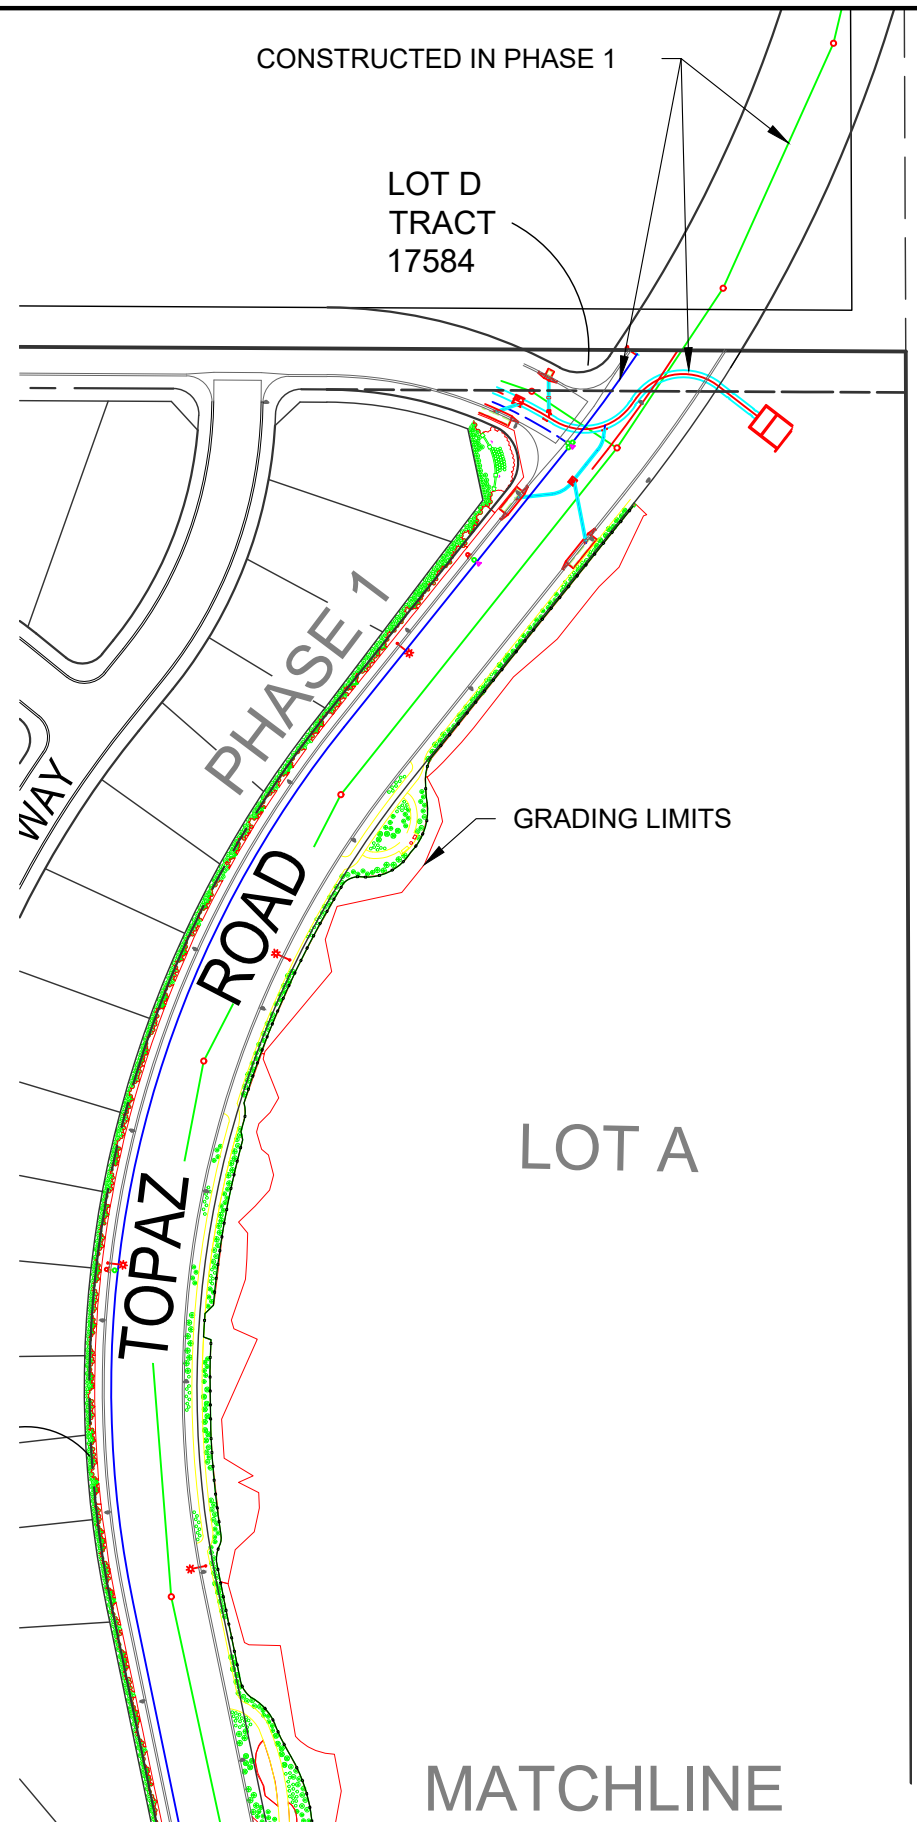 CONSTRUCTED IN PHASE 1
LOT D
TRACT
17584
PHASE 1
WAY
GRADING LIMITS
TOPAZ ROAD
LOT A
MATCHLINE